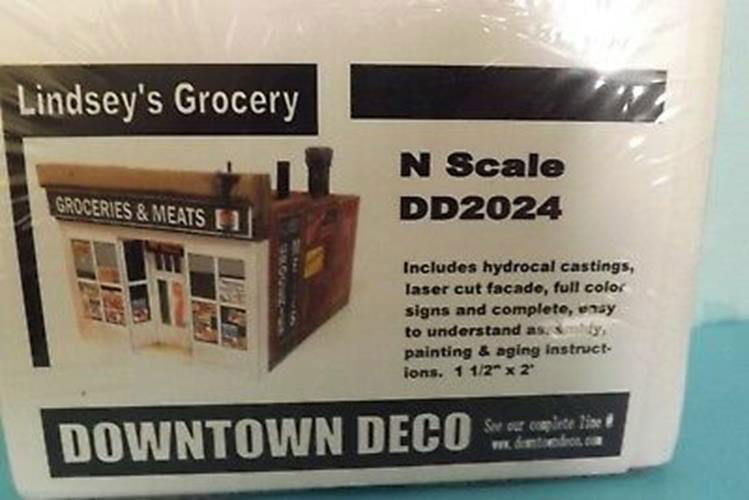 Lindsey's Grocery
GROCERIES & MEATS
N Scale
DD2024
Includes hydrocal castings,
laser cut facade, full color
signs and complete, easy
to understand assembly,
painting & aging instruct-
ions. 1 1/2" x 2"
DOWNTOWN DECO
See our complete line @
www.downtowndeco.com